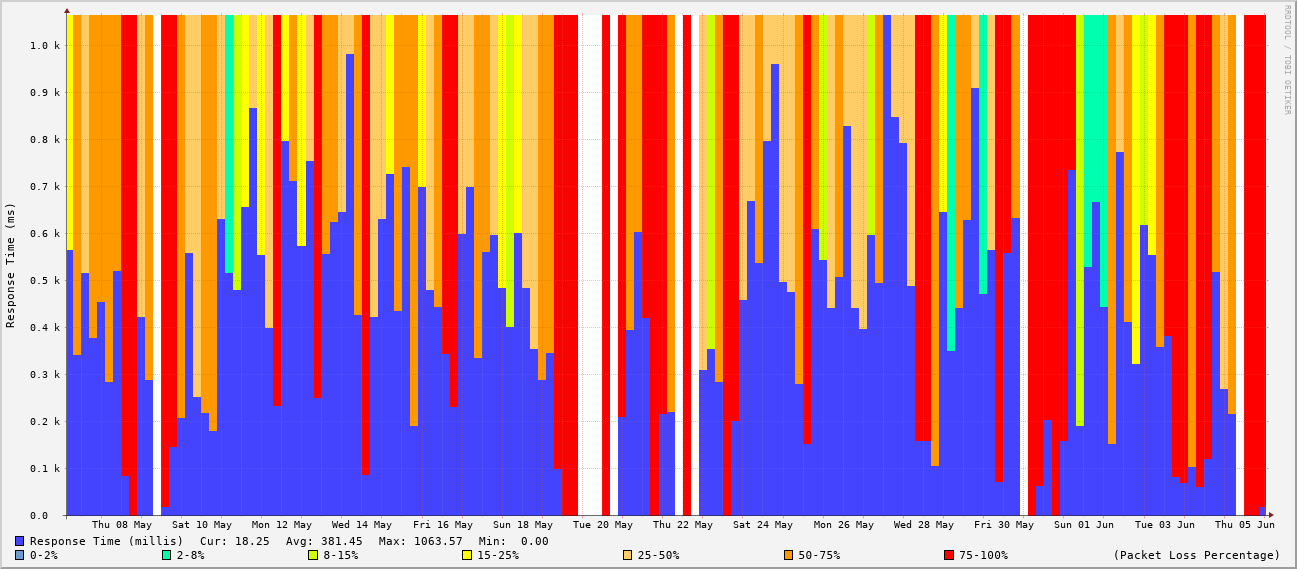 RRDTOOL / TOBI OETIKER
Response Time (ms)
1.0 k
0.9 k
0.8 k
0.7 k
0.6 k
0.5 k
0.4 k
0.3 k
0.2 k
0.1 k
0.0
Thu 08 May Sat 10 May Mon 12 May Wed 14 May Fri 16 May Sun 18 May Tue 20 May Thu 22 May Sat 24 May Mon 26 May Wed 28 May Fri 30 May Sun 01 Jun Tue 03 Jun Thu 05 Jun
Response Time (millis) Cur: 18.25 Avg: 381.45 Max: 1063.57 Min: 0.00
0-2% 2-8% 8-15% 15-25% 25-50% 50-75% 75-100% (Packet Loss Percentage)